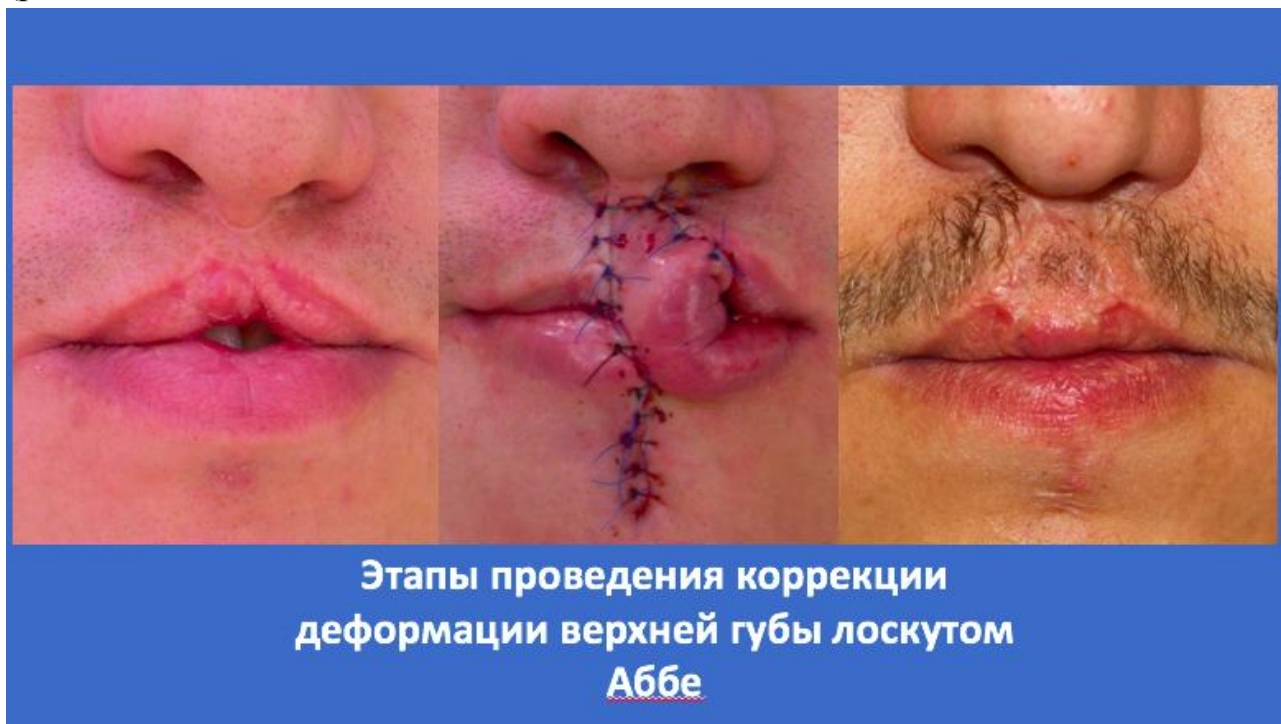 Этапы проведения коррекции
деформации верхней губы лоскутом
Аббе